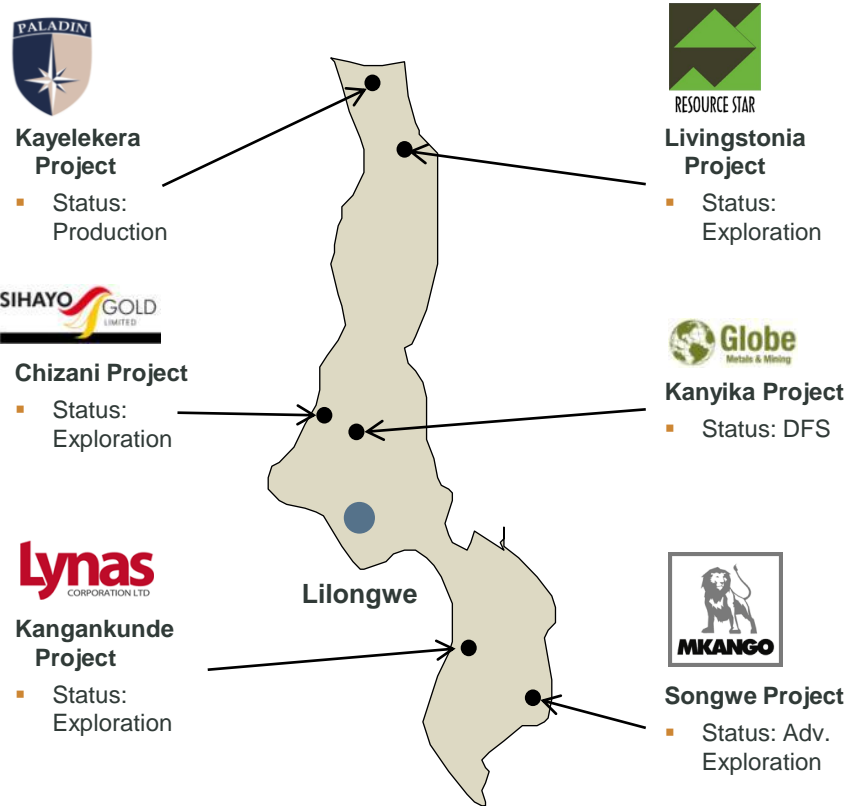 PALADIN
Kayelekera
Project
▪ Status:
Production
RESOURCE STAR
Livingstonia
Project
▪ Status:
Exploration
SIHAYO GOLD
LIMITED
Chizani Project
▪ Status:
Exploration
Globe
Metals & Mining
Kanyika Project
▪ Status: DFS
Lilongwe
Lynas
CORPORATION LTD
Kangankunde
Project
▪ Status:
Exploration
MKANGO
Songwe Project
▪ Status: Adv.
Exploration